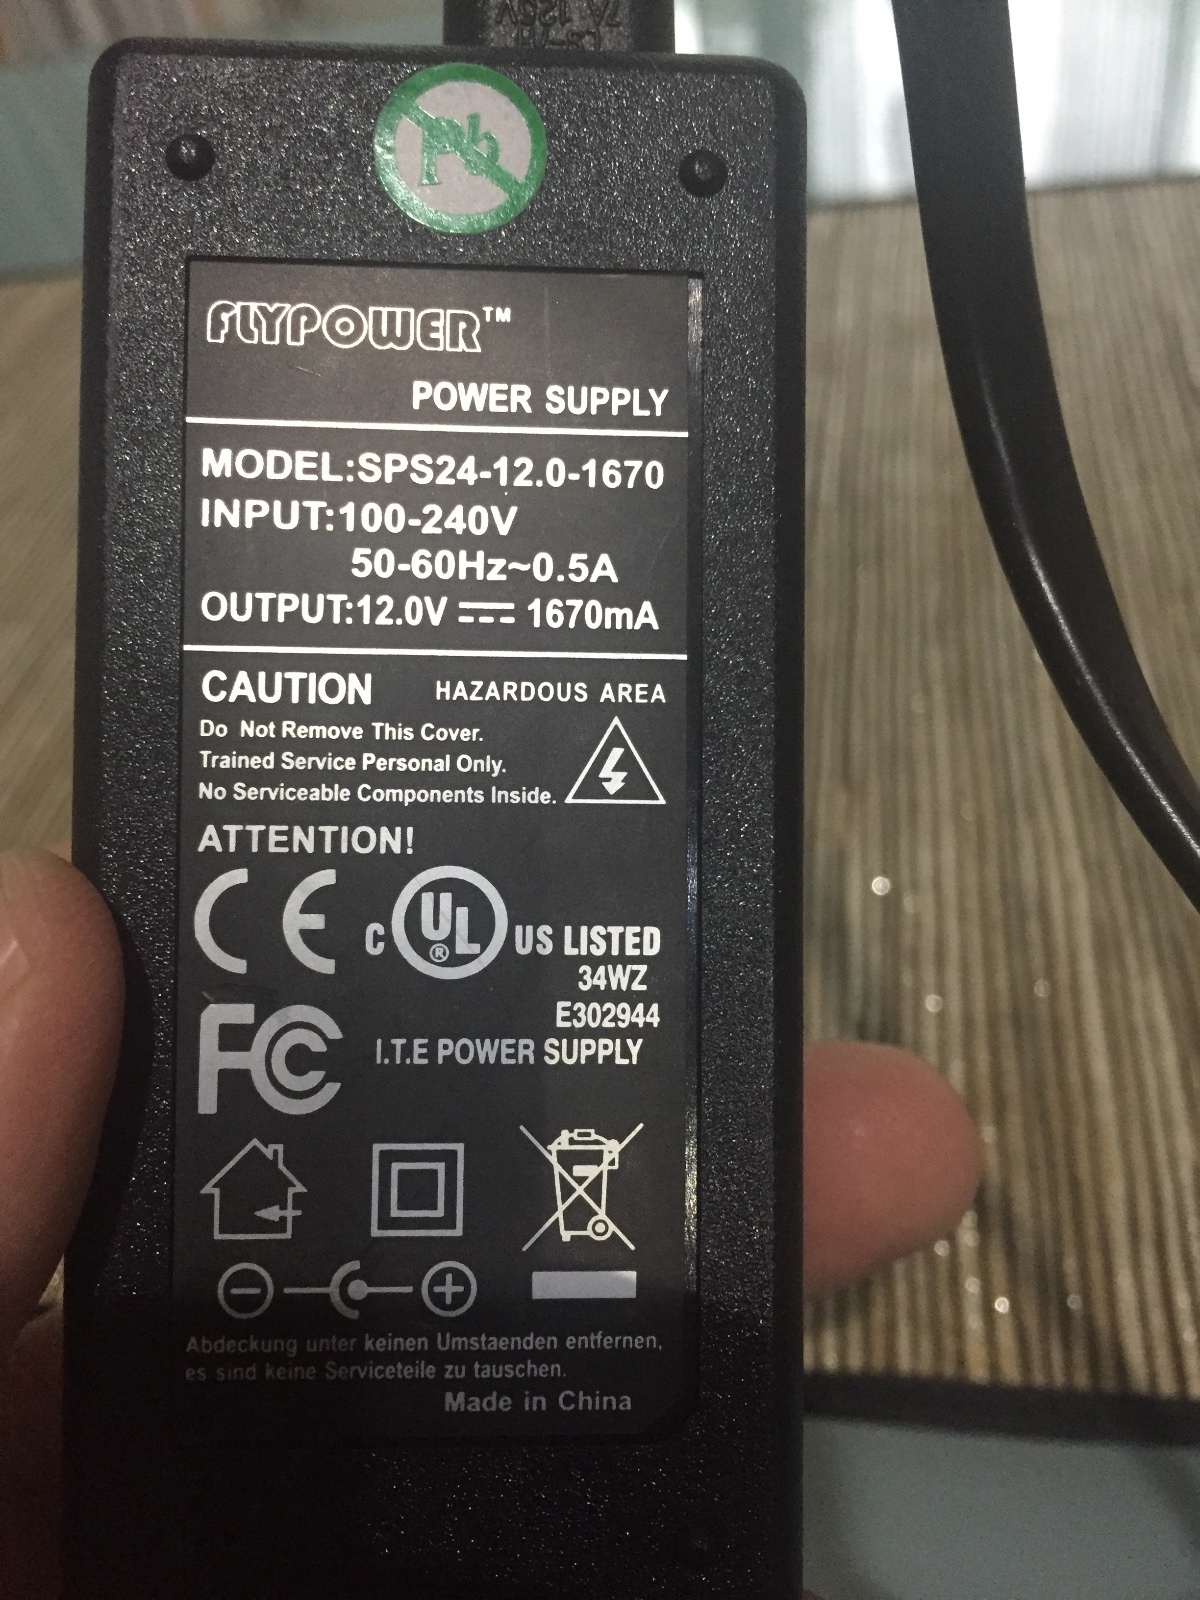 7A 125V
Pb
FLYPOWER™
POWER SUPPLY
MODEL:SPS24-12.0-1670
INPUT:100-240V
50-60Hz~0.5A
OUTPUT:12.0V ⎓ 1670mA
CAUTION HAZARDOUS AREA
Do Not Remove This Cover.
Trained Service Personal Only.
No Serviceable Components Inside.
ATTENTION!
CE C UL® US LISTED
34WZ
E302944
FC I.T.E POWER SUPPLY
Abdeckung unter keinen Umstaenden entfernen,
es sind keine Serviceteile zu tauschen.
Made in China